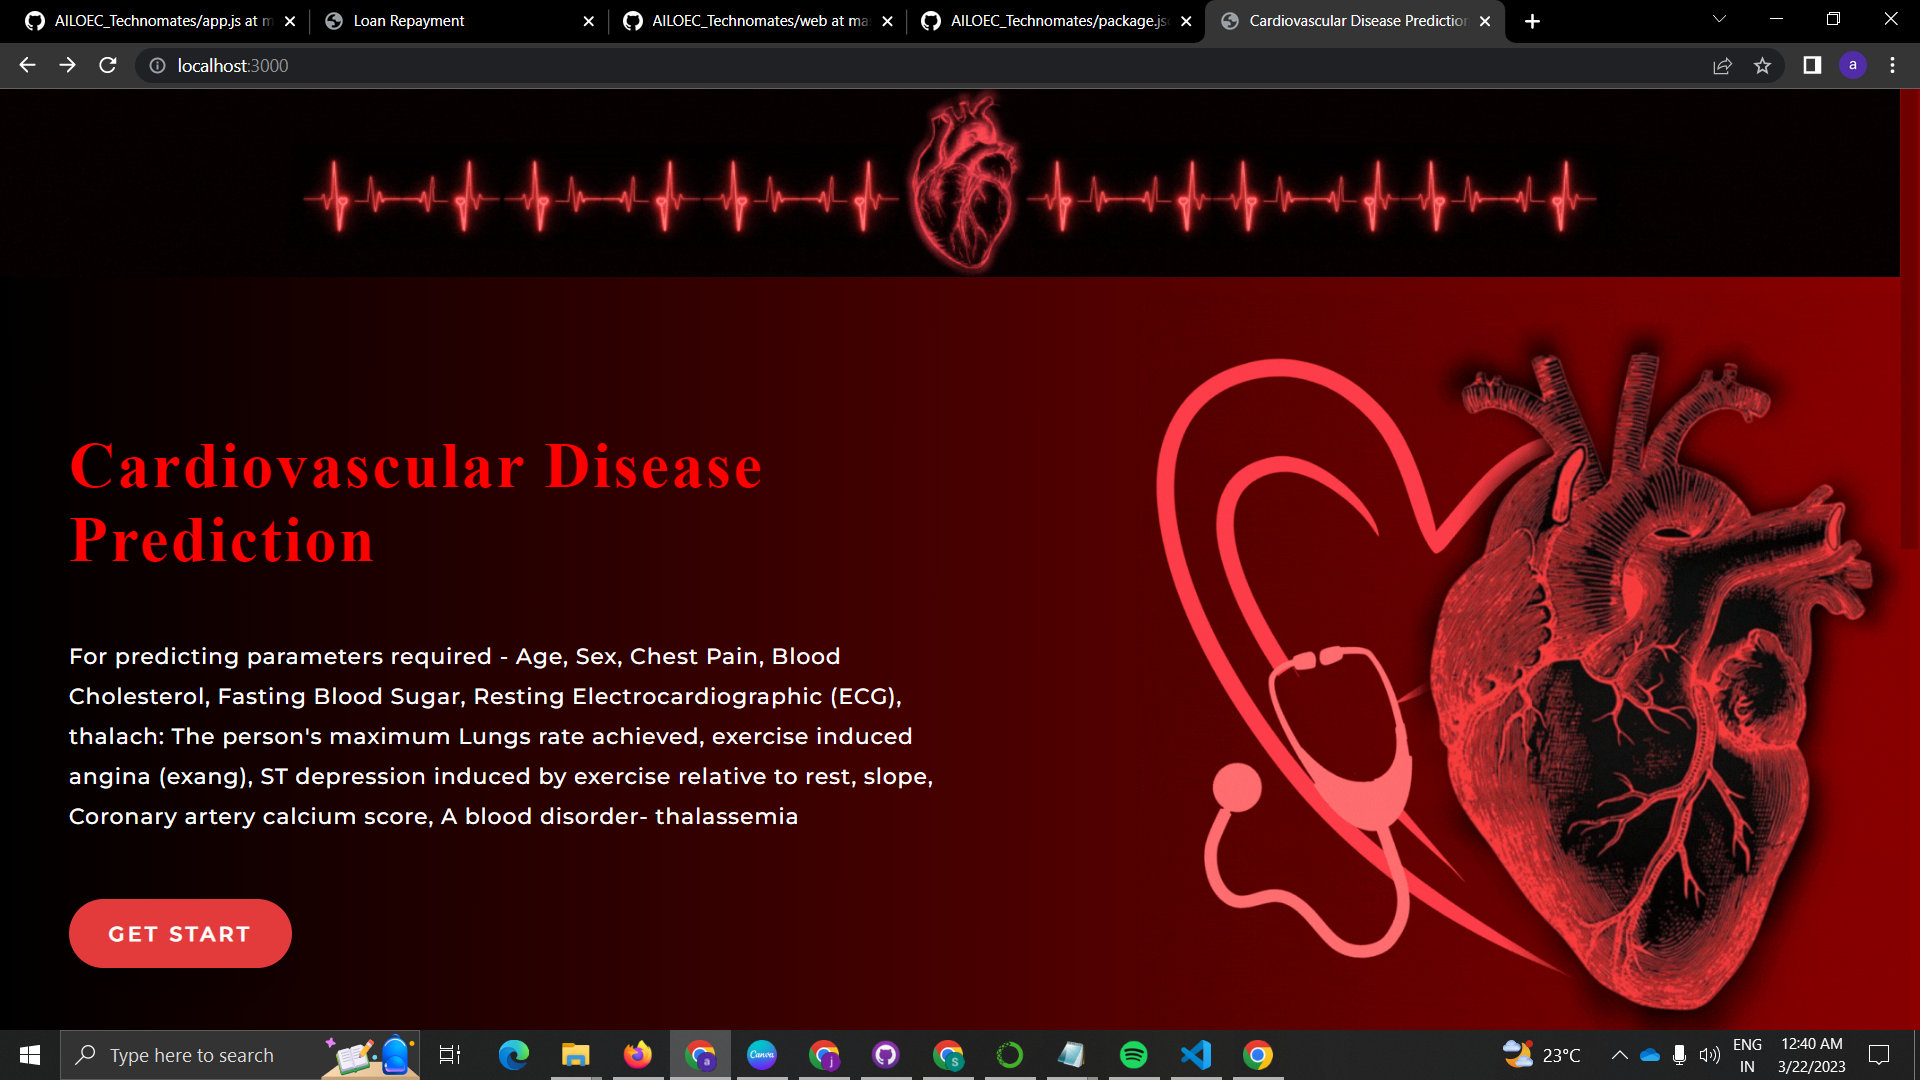 AILOEC_Technomates/app.js at m
Loan Repayment
AILOEC_Technomates/web at mas
AILOEC_Technomates/package.jso
Cardiovascular Disease Prediction
localhost:3000
a
Cardiovascular Disease
Prediction
For predicting parameters required - Age, Sex, Chest Pain, Blood
Cholesterol, Fasting Blood Sugar, Resting Electrocardiographic (ECG),
thalach: The person's maximum Lungs rate achieved, exercise induced
angina (exang), ST depression induced by exercise relative to rest, slope,
Coronary artery calcium score, A blood disorder- thalassemia
GET START
Type here to search
a
Canva
j
s
23°C
ENG
IN
12:40 AM
3/22/2023